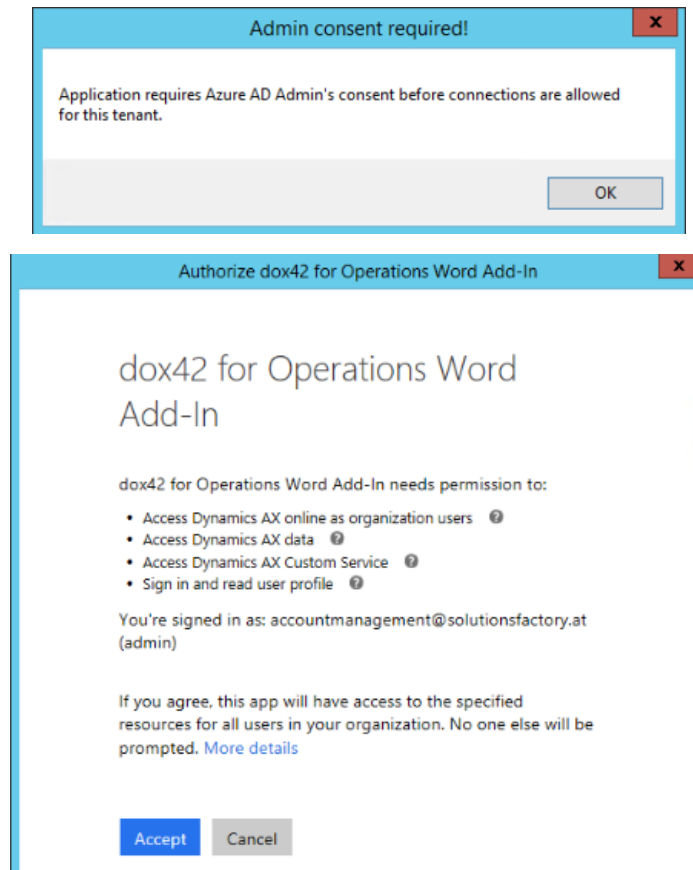 Admin consent required!
x
Application requires Azure AD Admin's consent before connections are allowed
for this tenant.
OK
Authorize dox42 for Operations Word Add-In
x
dox42 for Operations Word
Add-In
dox42 for Operations Word Add-In needs permission to:
• Access Dynamics AX online as organization users ?
• Access Dynamics AX data ?
• Access Dynamics AX Custom Service ?
• Sign in and read user profile ?
You're signed in as: accountmanagement@solutionsfactory.at
(admin)
If you agree, this app will have access to the specified
resources for all users in your organization. No one else will be
prompted. More details
Accept Cancel